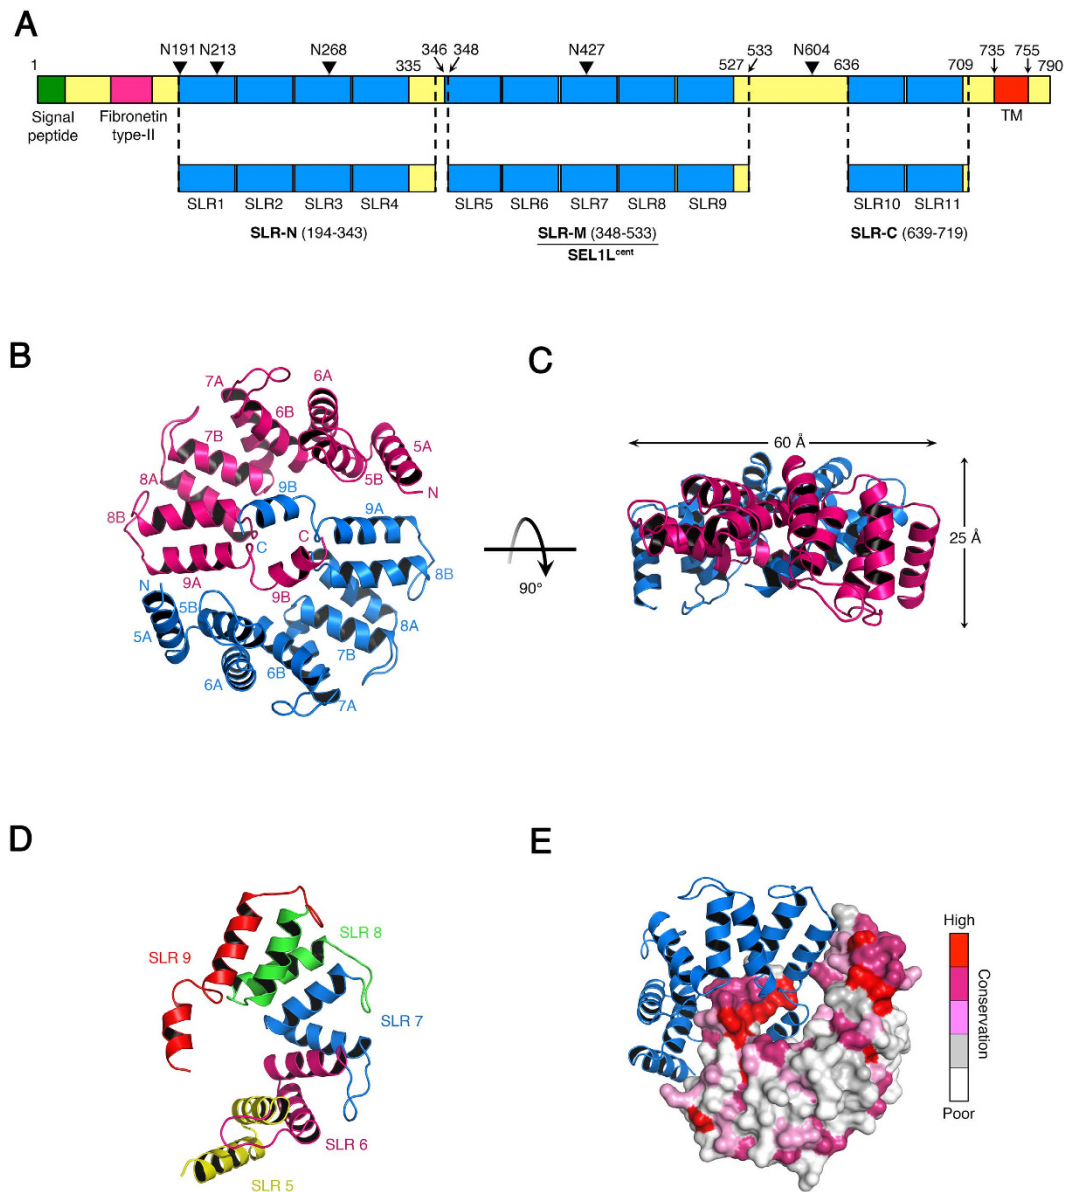 A
N191 N213 N268 346 348 N427 533 N604 735 755
1 335 527 636 709 790
Signal peptide
Fibronetin type-II
TM
SLR1 SLR2 SLR3 SLR4 SLR5 SLR6 SLR7 SLR8 SLR9 SLR10 SLR11
SLR-N (194-343) SLR-M (348-533) SLR-C (639-719)
SEL1Lcent
B
6A
7A
6B
5A
7B
5B
N
8A
9B
9A
8B
C
C
8B
9A
9B
N
5B
5A
8A
7B
6B
6A
7A
90°
C
60 Å
25 Å
D
SLR 8
SLR 9
SLR 7
SLR 6
SLR 5
E
High
Conservation
Poor